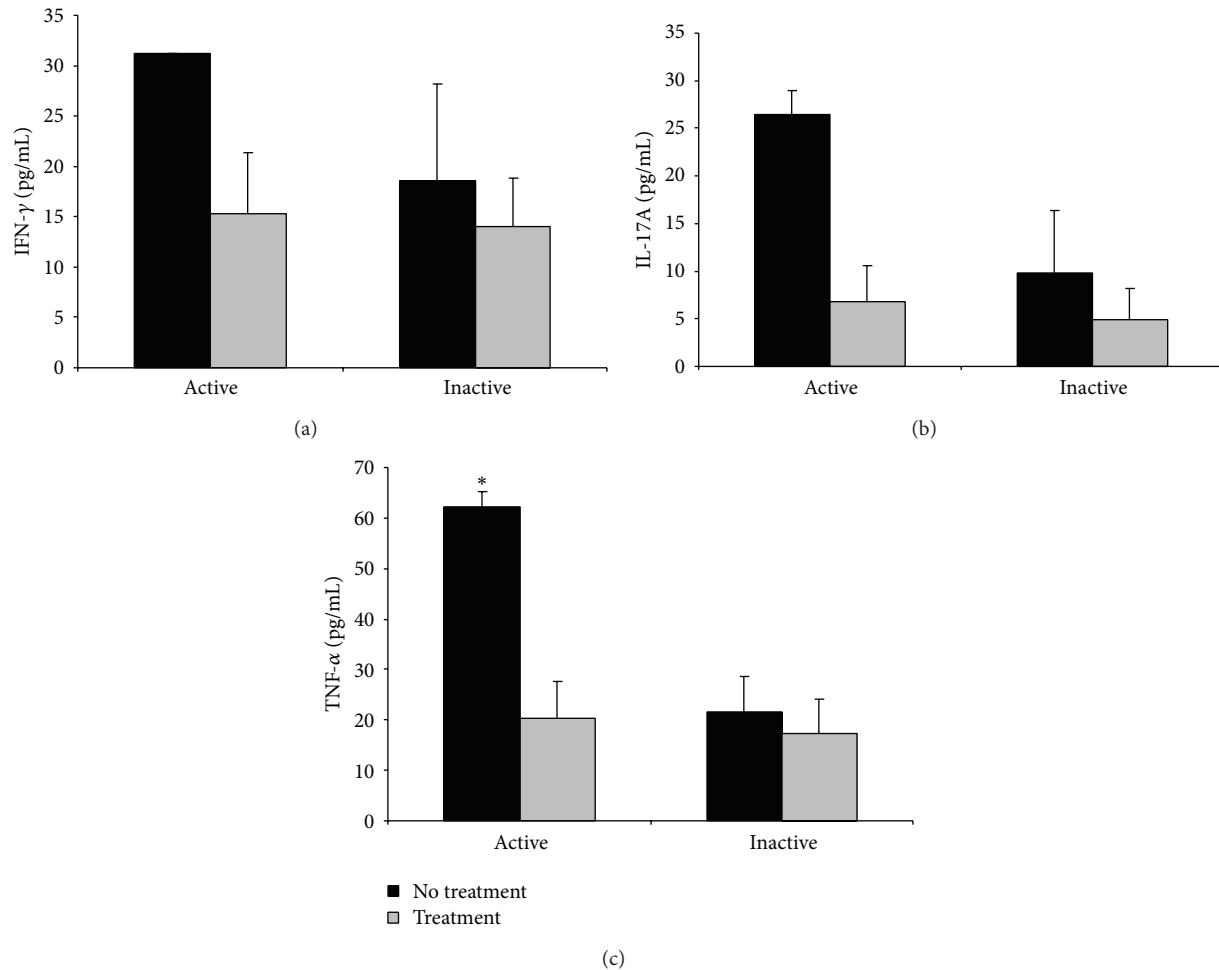 35
30
25
20
15
10
5
0
IFN-γ (pg/mL)
Active
Inactive
(a)
35
30
25
20
15
10
5
0
IL-17A (pg/mL)
Active
Inactive
(b)
70
60
50
40
30
20
10
0
TNF-α (pg/mL)
*
Active
Inactive
No treatment
Treatment
(c)